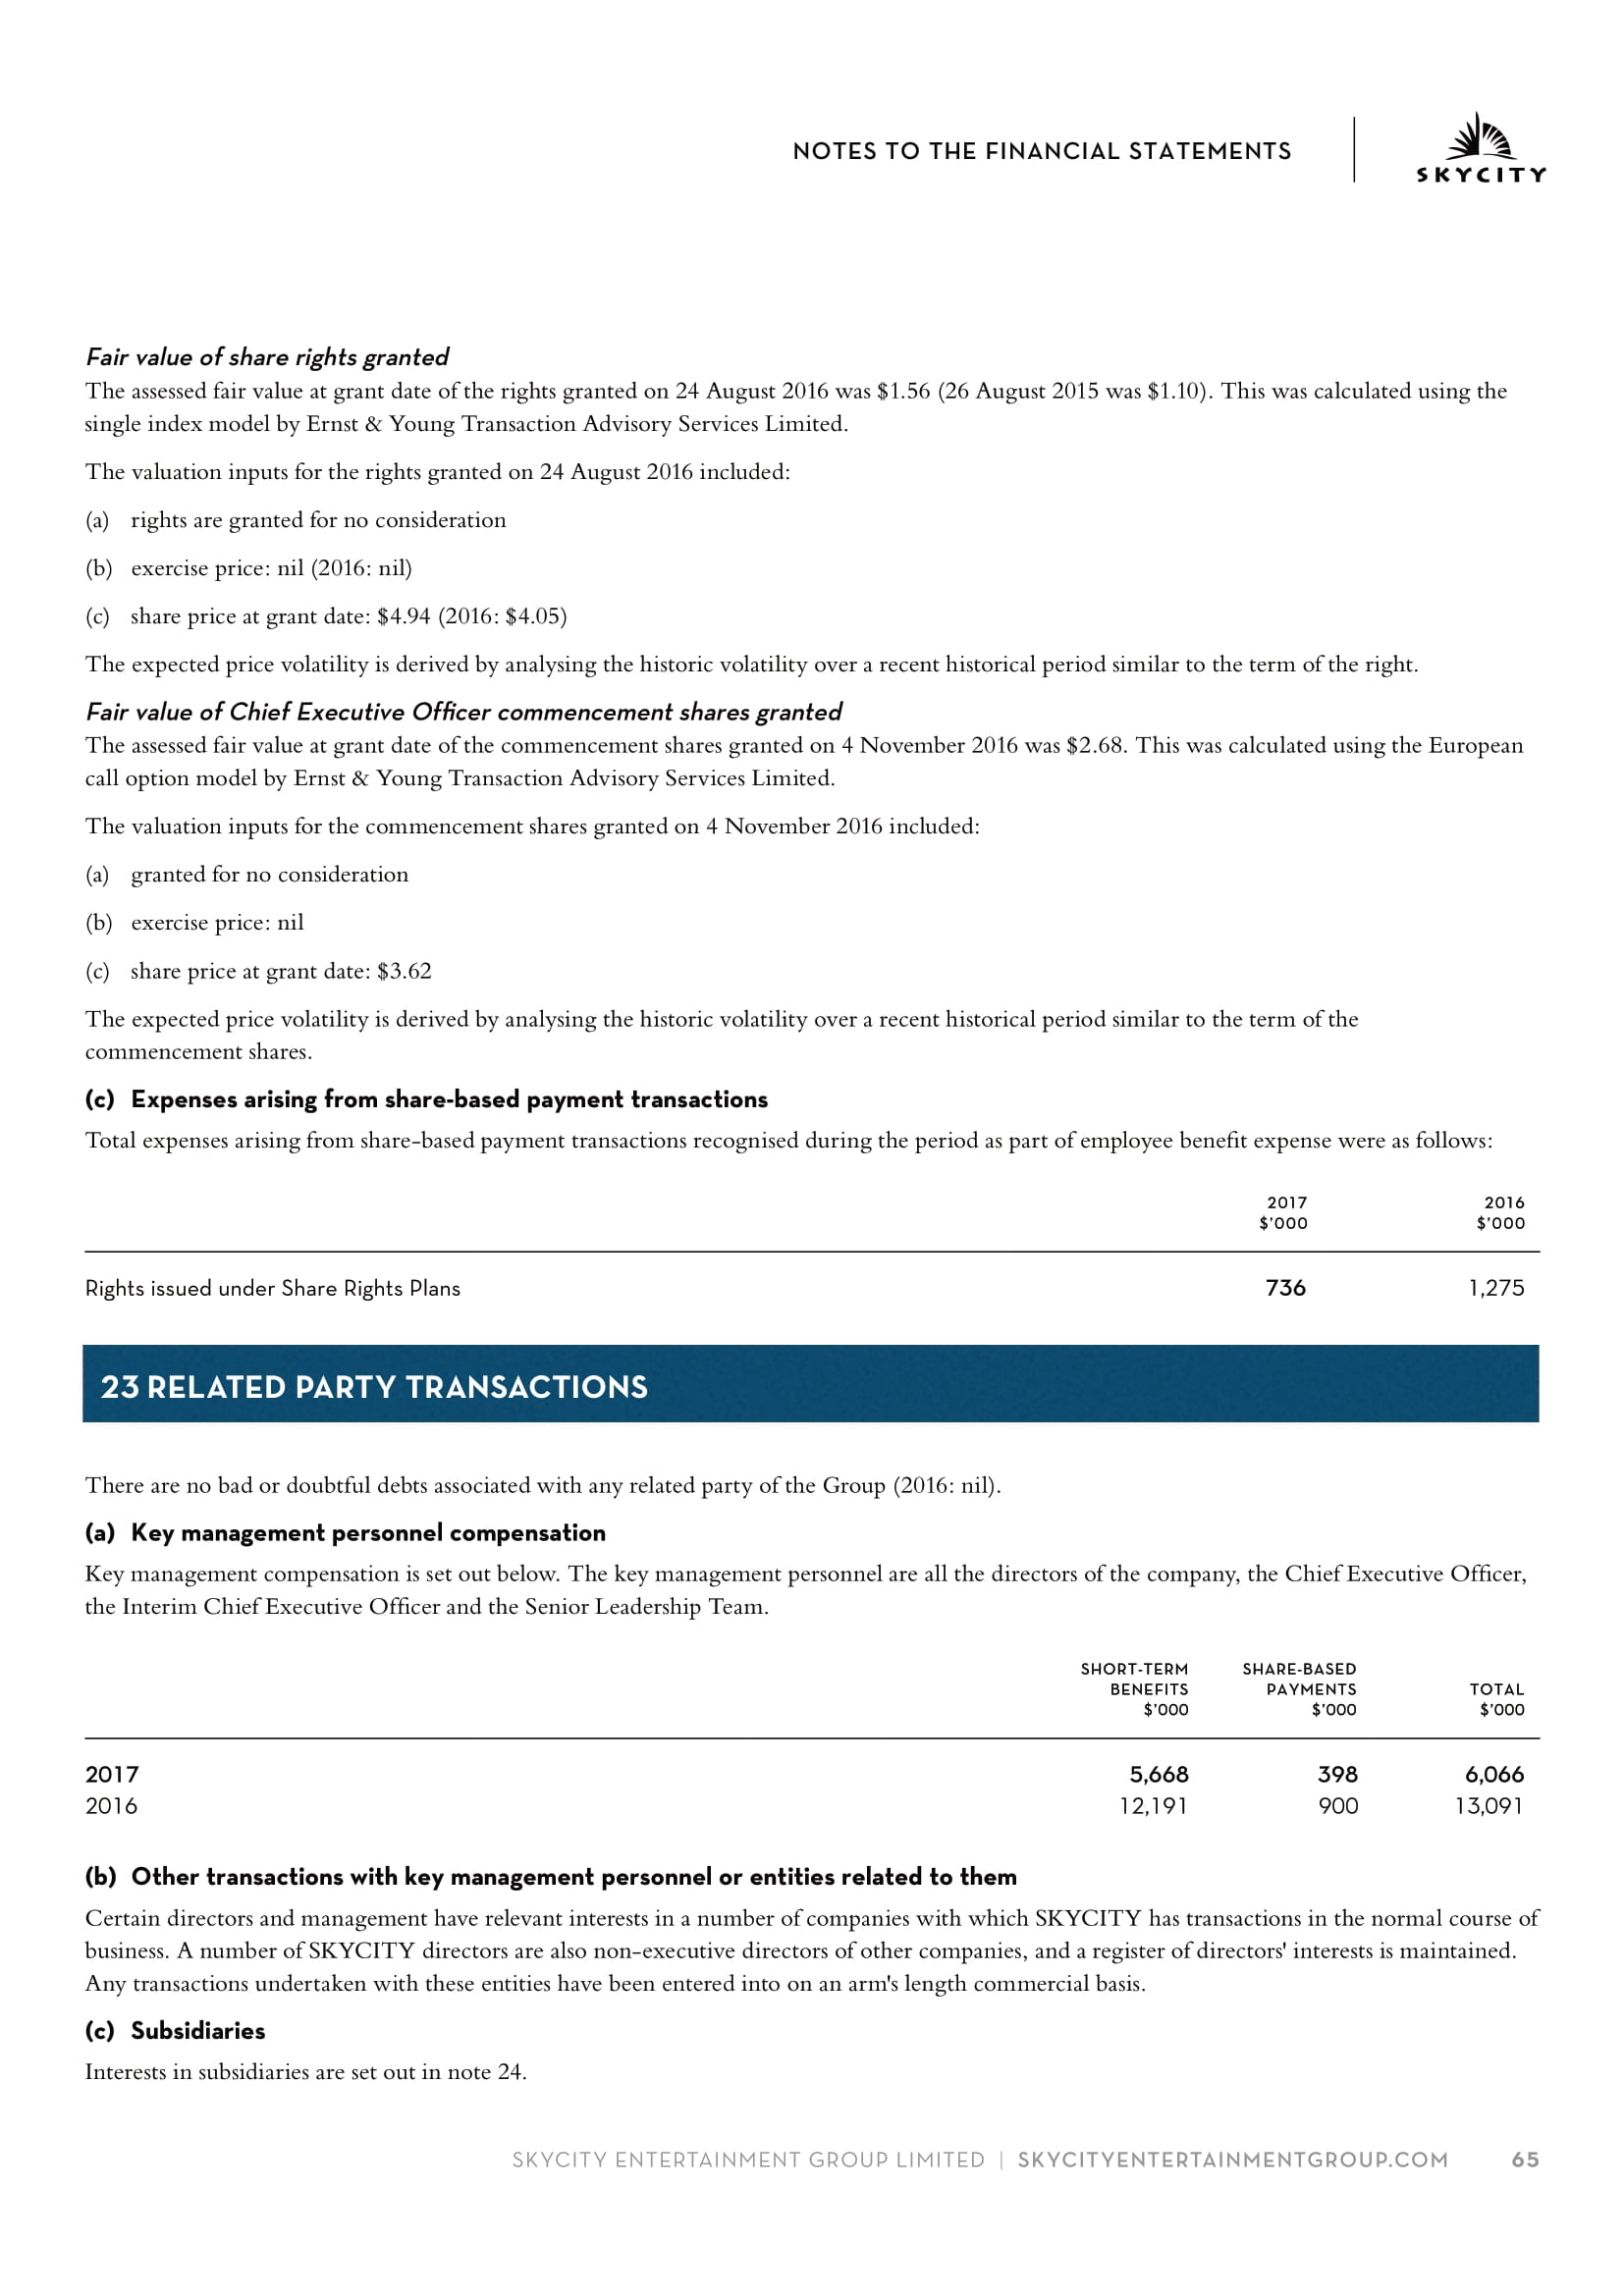 NOTES TO THE FINANCIAL STATEMENTS
SKYCITY
Fair value of share rights granted
The assessed fair value at grant date of the rights granted on 24 August 2016 was $1.56 (26 August 2015 was $1.10). This was calculated using the
single index model by Ernst & Young Transaction Advisory Services Limited.
The valuation inputs for the rights granted on 24 August 2016 included:
(a) rights are granted for no consideration
(b) exercise price: nil (2016: nil)
(c) share price at grant date: $4.94 (2016: $4.05)
The expected price volatility is derived by analysing the historic volatility over a recent historical period similar to the term of the right.
Fair value of Chief Executive Officer commencement shares granted
The assessed fair value at grant date of the commencement shares granted on 4 November 2016 was $2.68. This was calculated using the European
call option model by Ernst & Young Transaction Advisory Services Limited.
The valuation inputs for the commencement shares granted on 4 November 2016 included:
(a) granted for no consideration
(b) exercise price: nil
(c) share price at grant date: $3.62
The expected price volatility is derived by analysing the historic volatility over a recent historical period similar to the term of the
commencement shares.
(c) Expenses arising from share-based payment transactions
Total expenses arising from share-based payment transactions recognised during the period as part of employee benefit expense were as follows:
2017 2016
$'000 $'000
Rights issued under Share Rights Plans 736 1,275
23 RELATED PARTY TRANSACTIONS
There are no bad or doubtful debts associated with any related party of the Group (2016: nil).
(a) Key management personnel compensation
Key management compensation is set out below. The key management personnel are all the directors of the company, the Chief Executive Officer,
the Interim Chief Executive Officer and the Senior Leadership Team.
SHORT-TERM SHARE-BASED
BENEFITS PAYMENTS TOTAL
$'000 $'000 $'000
2017 5,668 398 6,066
2016 12,191 900 13,091
(b) Other transactions with key management personnel or entities related to them
Certain directors and management have relevant interests in a number of companies with which SKYCITY has transactions in the normal course of
business. A number of SKYCITY directors are also non-executive directors of other companies, and a register of directors' interests is maintained.
Any transactions undertaken with these entities have been entered into on an arm's length commercial basis.
(c) Subsidiaries
Interests in subsidiaries are set out in note 24.
SKYCITY ENTERTAINMENT GROUP LIMITED | SKYCITYENTERTAINMENTGROUP.COM 65